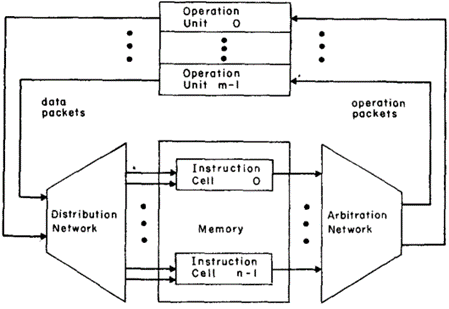 Operation
Unit 0
Operation
Unit m-1
data
packets
operation
packets
Instruction
Cell 0
Distribution
Network
Memory
Arbitration
Network
Instruction
Cell n-1